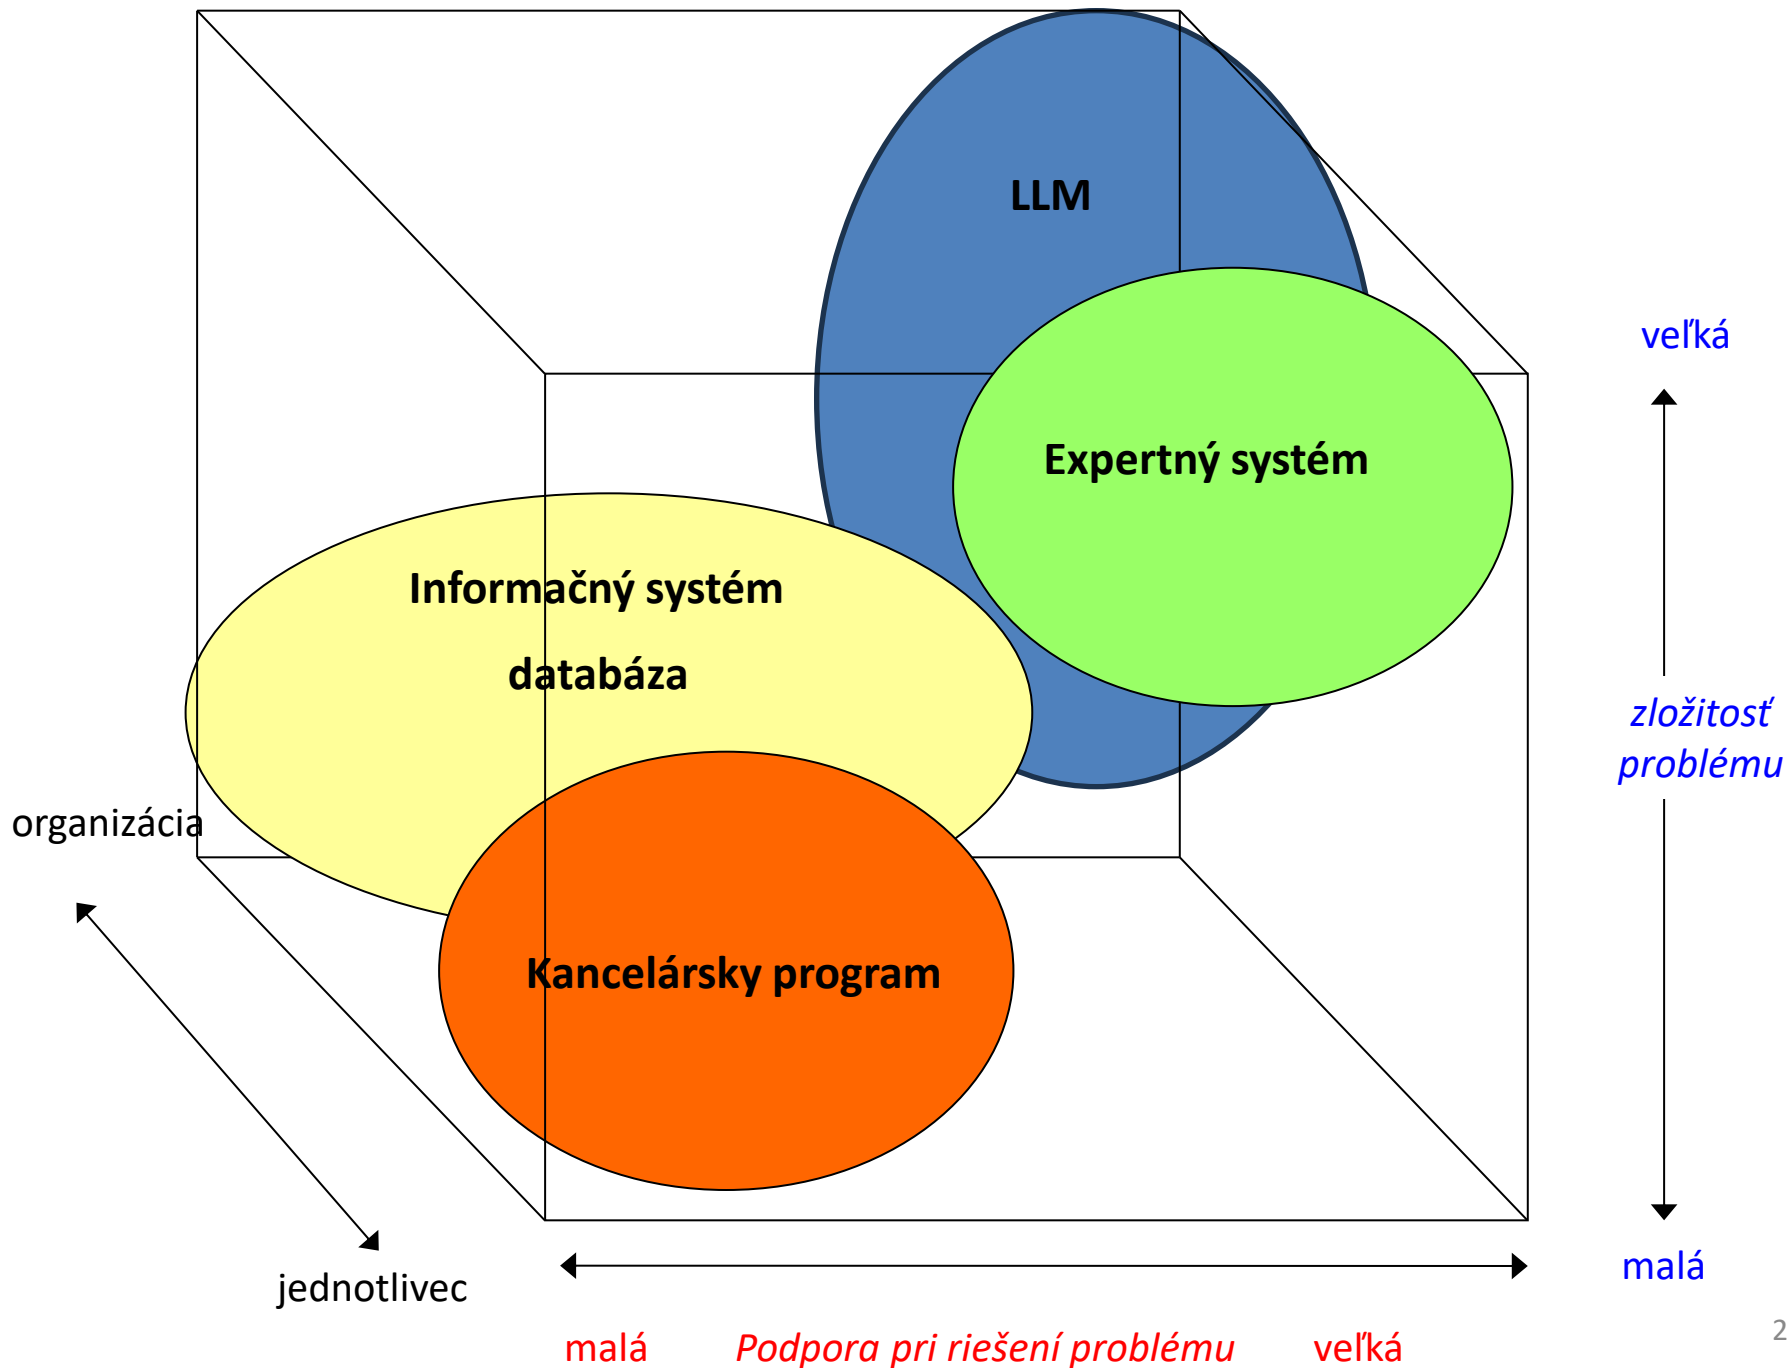 LLM
veľká
Expertný systém
Informačný systém
databáza
zložitosť
problému
organizácia
Kancelársky program
malá
jednotlivec
malá Podpora pri riešení problému veľká
2